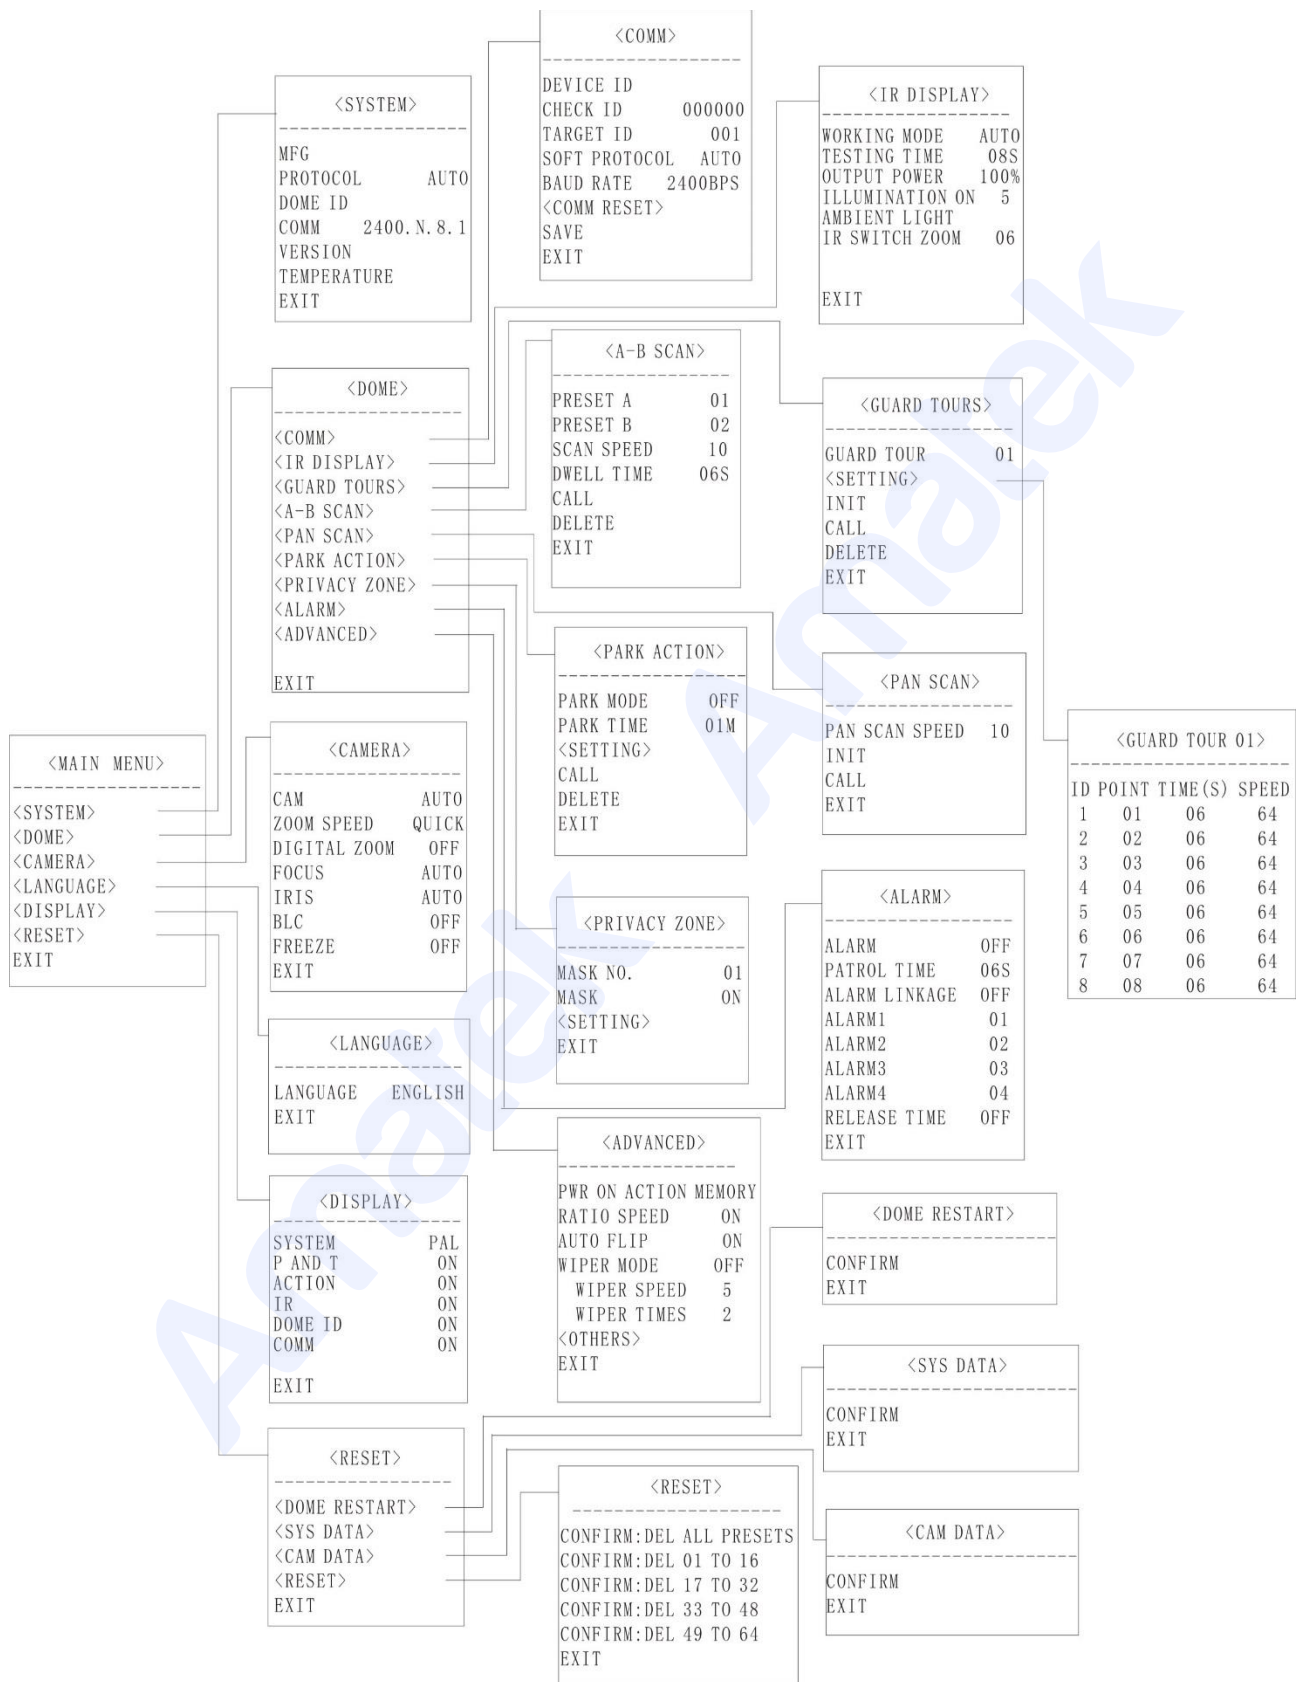 <MAIN MENU>
<SYSTEM>
<DOME>
<CAMERA>
<LANGUAGE>
<DISPLAY>
<RESET>
EXIT
<SYSTEM>
MFG
PROTOCOL AUTO
DOME ID
COMM 2400.N.8.1
VERSION
TEMPERATURE
EXIT
<DOME>
<COMM>
<IR DISPLAY>
<GUARD TOURS>
<A-B SCAN>
<PAN SCAN>
<PARK ACTION>
<PRIVACY ZONE>
<ALARM>
<ADVANCED>
EXIT
<CAMERA>
CAM AUTO
ZOOM SPEED QUICK
DIGITAL ZOOM OFF
FOCUS AUTO
IRIS AUTO
BLC OFF
FREEZE OFF
EXIT
<LANGUAGE>
LANGUAGE ENGLISH
EXIT
<DISPLAY>
SYSTEM PAL
P AND T ON
ACTION ON
IR ON
DOME ID ON
COMM ON
EXIT
<RESET>
<DOME RESTART>
<SYS DATA>
<CAM DATA>
<RESET>
EXIT
<COMM>
DEVICE ID
CHECK ID 000000
TARGET ID 001
SOFT PROTOCOL AUTO
BAUD RATE 2400BPS
<COMM RESET>
SAVE
EXIT
<A-B SCAN>
PRESET A 01
PRESET B 02
SCAN SPEED 10
DWELL TIME 06S
CALL
DELETE
EXIT
<PARK ACTION>
PARK MODE OFF
PARK TIME 01M
<SETTING>
CALL
DELETE
EXIT
<PRIVACY ZONE>
MASK NO. 01
MASK ON
<SETTING>
EXIT
<ADVANCED>
PWR ON ACTION MEMORY
RATIO SPEED ON
AUTO FLIP ON
WIPER MODE OFF
WIPER SPEED 5
WIPER TIMES 2
<OTHERS>
EXIT
<RESET>
CONFIRM:DEL ALL PRESETS
CONFIRM:DEL 01 TO 16
CONFIRM:DEL 17 TO 32
CONFIRM:DEL 33 TO 48
CONFIRM:DEL 49 TO 64
EXIT
<IR DISPLAY>
WORKING MODE AUTO
TESTING TIME 08S
OUTPUT POWER 100%
ILLUMINATION ON 5
AMBIENT LIGHT
IR SWITCH ZOOM 06
EXIT
<GUARD TOURS>
GUARD TOUR 01
<SETTING>
INIT
CALL
DELETE
EXIT
<PAN SCAN>
PAN SCAN SPEED 10
INIT
CALL
EXIT
<ALARM>
ALARM OFF
PATROL TIME 06S
ALARM LINKAGE OFF
ALARM1 01
ALARM2 02
ALARM3 03
ALARM4 04
RELEASE TIME OFF
EXIT
<DOME RESTART>
CONFIRM
EXIT
<SYS DATA>
CONFIRM
EXIT
<CAM DATA>
CONFIRM
EXIT
<GUARD TOUR 01>
ID POINT TIME(S) SPEED
1 01 06 64
2 02 06 64
3 03 06 64
4 04 06 64
5 05 06 64
6 06 06 64
7 07 06 64
8 08 06 64
Amatek
Amatek